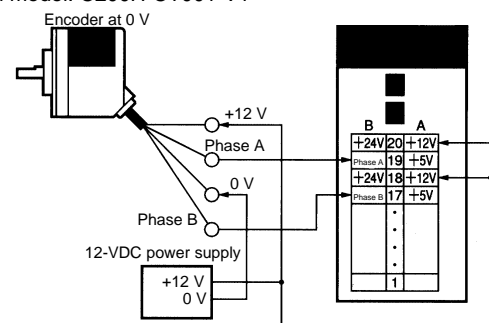 Encoder at 0 V
+12 V
Phase A
0 V
Phase B
12-VDC power supply
+12 V
0 V
B A
+24V 20 +12V
Phase A 19 +5V
+24V 18 +12V
Phase B 17 +5V
1